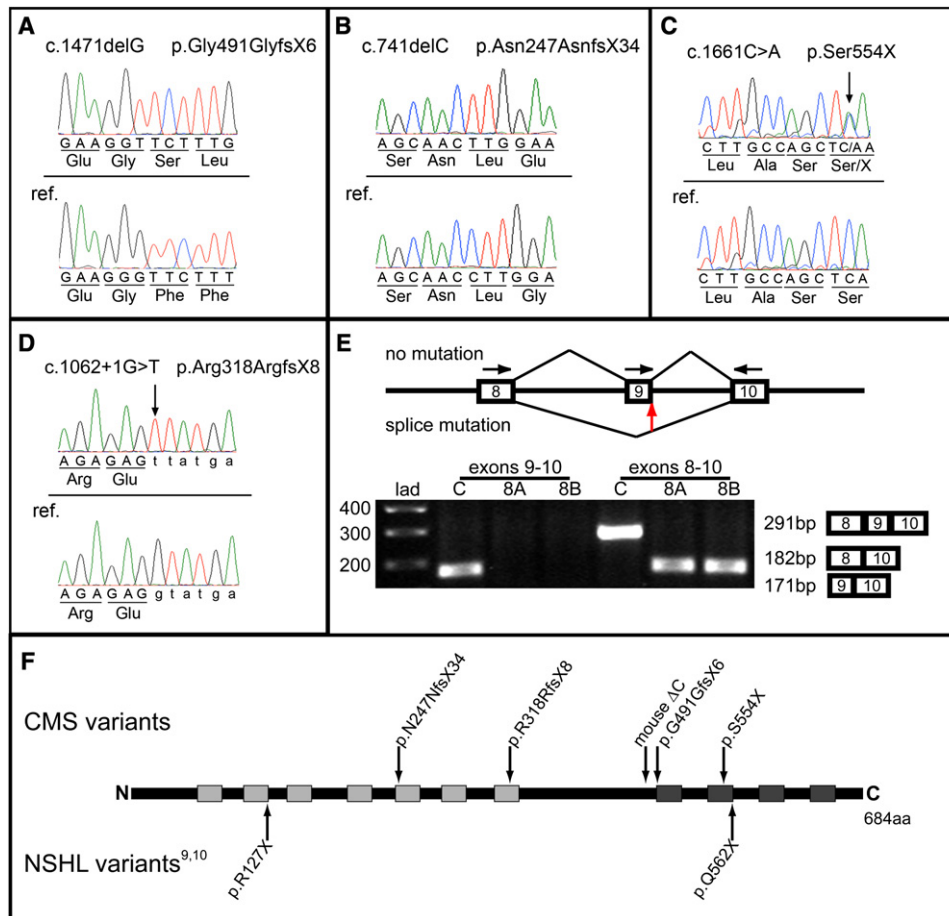 A
c.1471delG p.Gly491GlyfsX6
G A A G G T T C T T T G
Glu Gly Ser Leu
ref.
G A A G G G T T C T T T
Glu Gly Phe Phe
B
c.741delC p.Asn247AsnfsX34
A G C A A C T T G G A A
Ser Asn Leu Glu
ref.
A G C A A C C T T G G A
Ser Asn Leu Gly
C
c.1661C>A p.Ser554X
C T T G C C A G C T C/A A
Leu Ala Ser Ser/X
ref.
C T T G C C A G C T C A
Leu Ala Ser Ser
D
c.1062+1G>T p.Arg318ArgfsX8
A G A G A G t t a t g a
Arg Glu
ref.
A G A G A G g t a t g a
Arg Glu
E
no mutation
8 9 10
splice mutation
exons 9-10 exons 8-10
lad C 8A 8B C 8A 8B
400
300
200
291bp 8 9 10
182bp 8 10
171bp 9 10
F
CMS variants
p.N247NfsX34
p.R318RfsX8
mouse ΔC
p.G491GfsX6
p.S554X
N C
684aa
NSHL variants9,10
p.R127X
p.Q562X